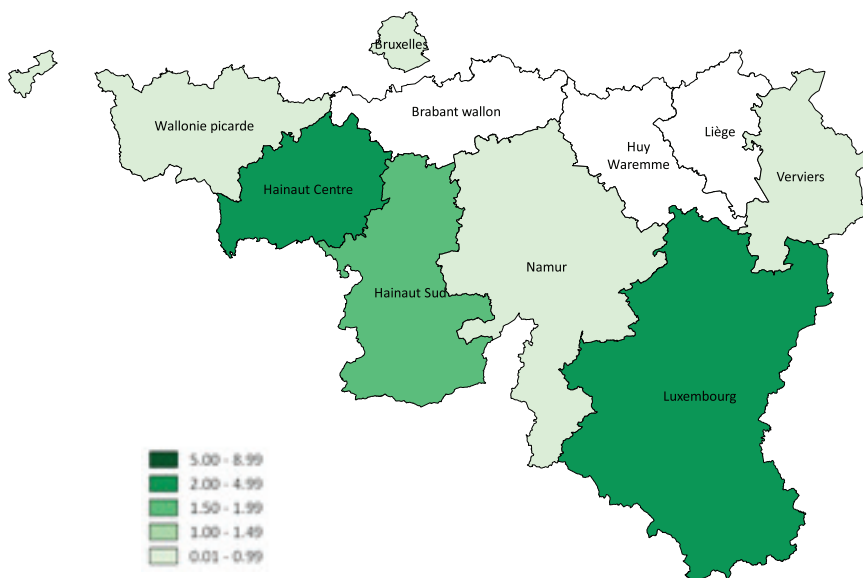 Bruxelles
Brabant wallon
Wallonie picarde
Liège
Huy
Waremme
Verviers
Hainaut Centre
Namur
Hainaut Sud
Luxembourg
5.00 - 8.99
2.00 - 4.99
1.50 - 1.99
1.00 - 1.49
0.01 - 0.99